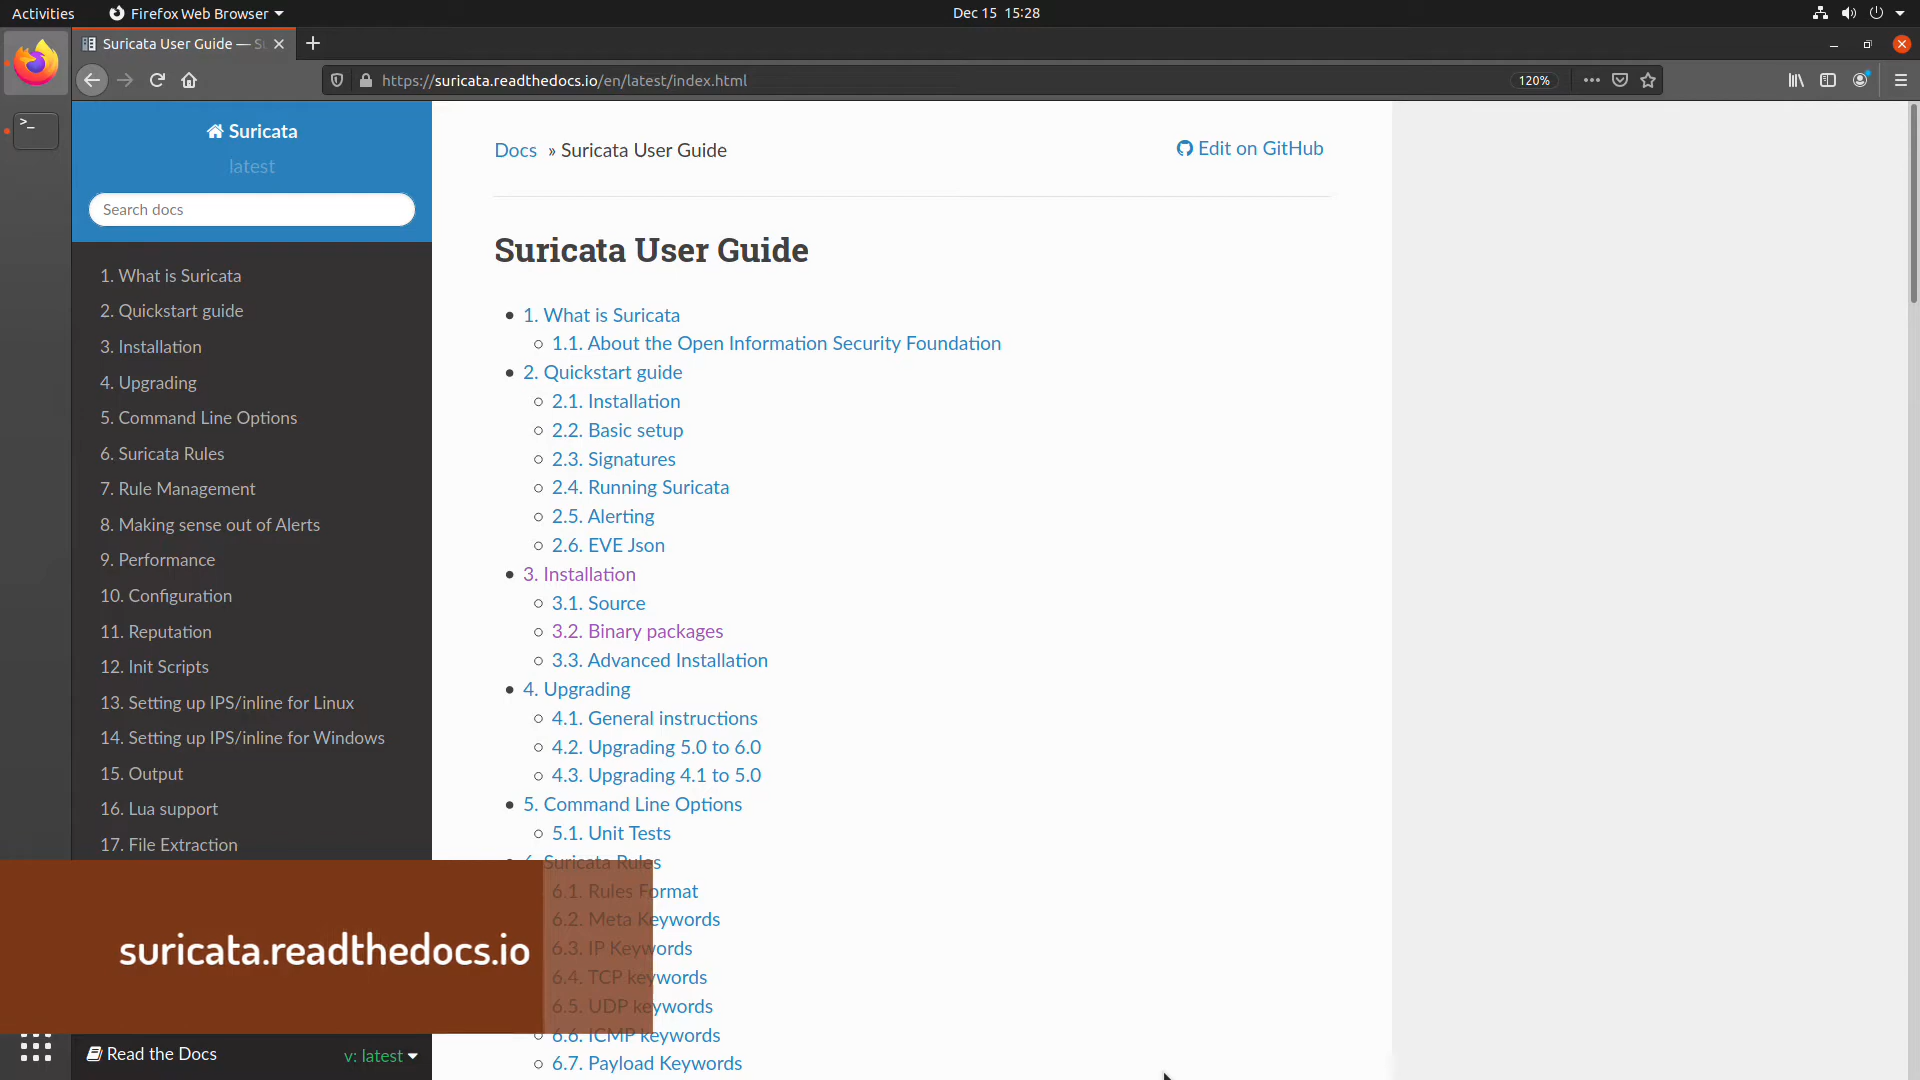 Activities
Firefox Web Browser
Dec 15 15:28
Suricata User Guide — S
https://suricata.readthedocs.io/en/latest/index.html
120%
Suricata
latest
Search docs
1. What is Suricata
2. Quickstart guide
3. Installation
4. Upgrading
5. Command Line Options
6. Suricata Rules
7. Rule Management
8. Making sense out of Alerts
9. Performance
10. Configuration
11. Reputation
12. Init Scripts
13. Setting up IPS/inline for Linux
14. Setting up IPS/inline for Windows
15. Output
16. Lua support
17. File Extraction
Read the Docs
v: latest
Docs » Suricata User Guide
Edit on GitHub
Suricata User Guide
1. What is Suricata
1.1. About the Open Information Security Foundation
2. Quickstart guide
2.1. Installation
2.2. Basic setup
2.3. Signatures
2.4. Running Suricata
2.5. Alerting
2.6. EVE Json
3. Installation
3.1. Source
3.2. Binary packages
3.3. Advanced Installation
4. Upgrading
4.1. General instructions
4.2. Upgrading 5.0 to 6.0
4.3. Upgrading 4.1 to 5.0
5. Command Line Options
5.1. Unit Tests
6. Suricata Rules
6.1. Rules Format
6.2. Meta Keywords
6.3. IP Keywords
6.4. TCP keywords
6.5. UDP keywords
6.6. ICMP keywords
6.7. Payload Keywords
suricata.readthedocs.io